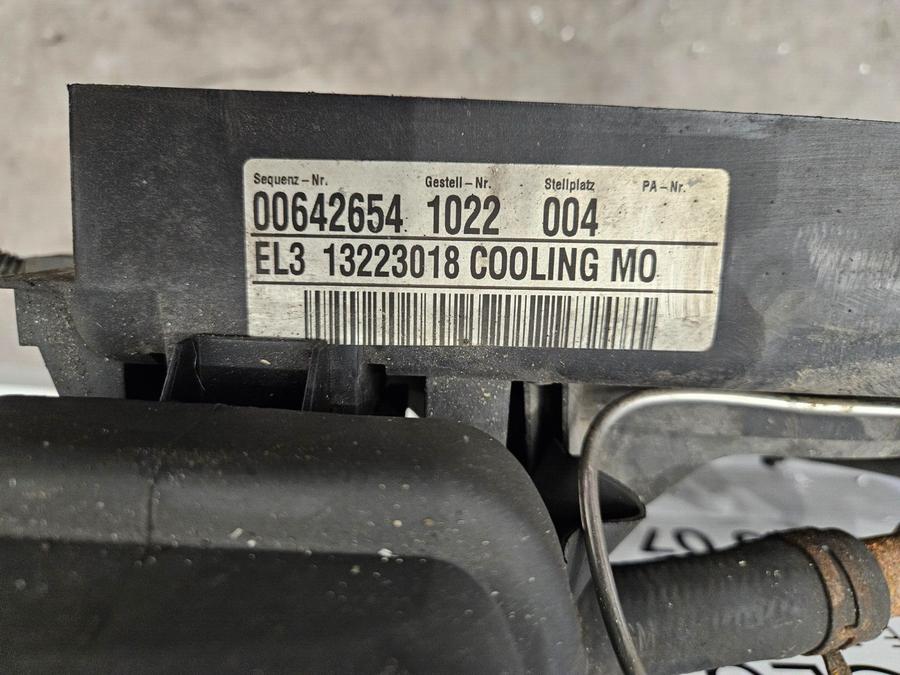 Sequenz-Nr. Gestell-Nr. Stellplatz PA-Nr.
00642654 1022 004
EL3 13223018 COOLING MO